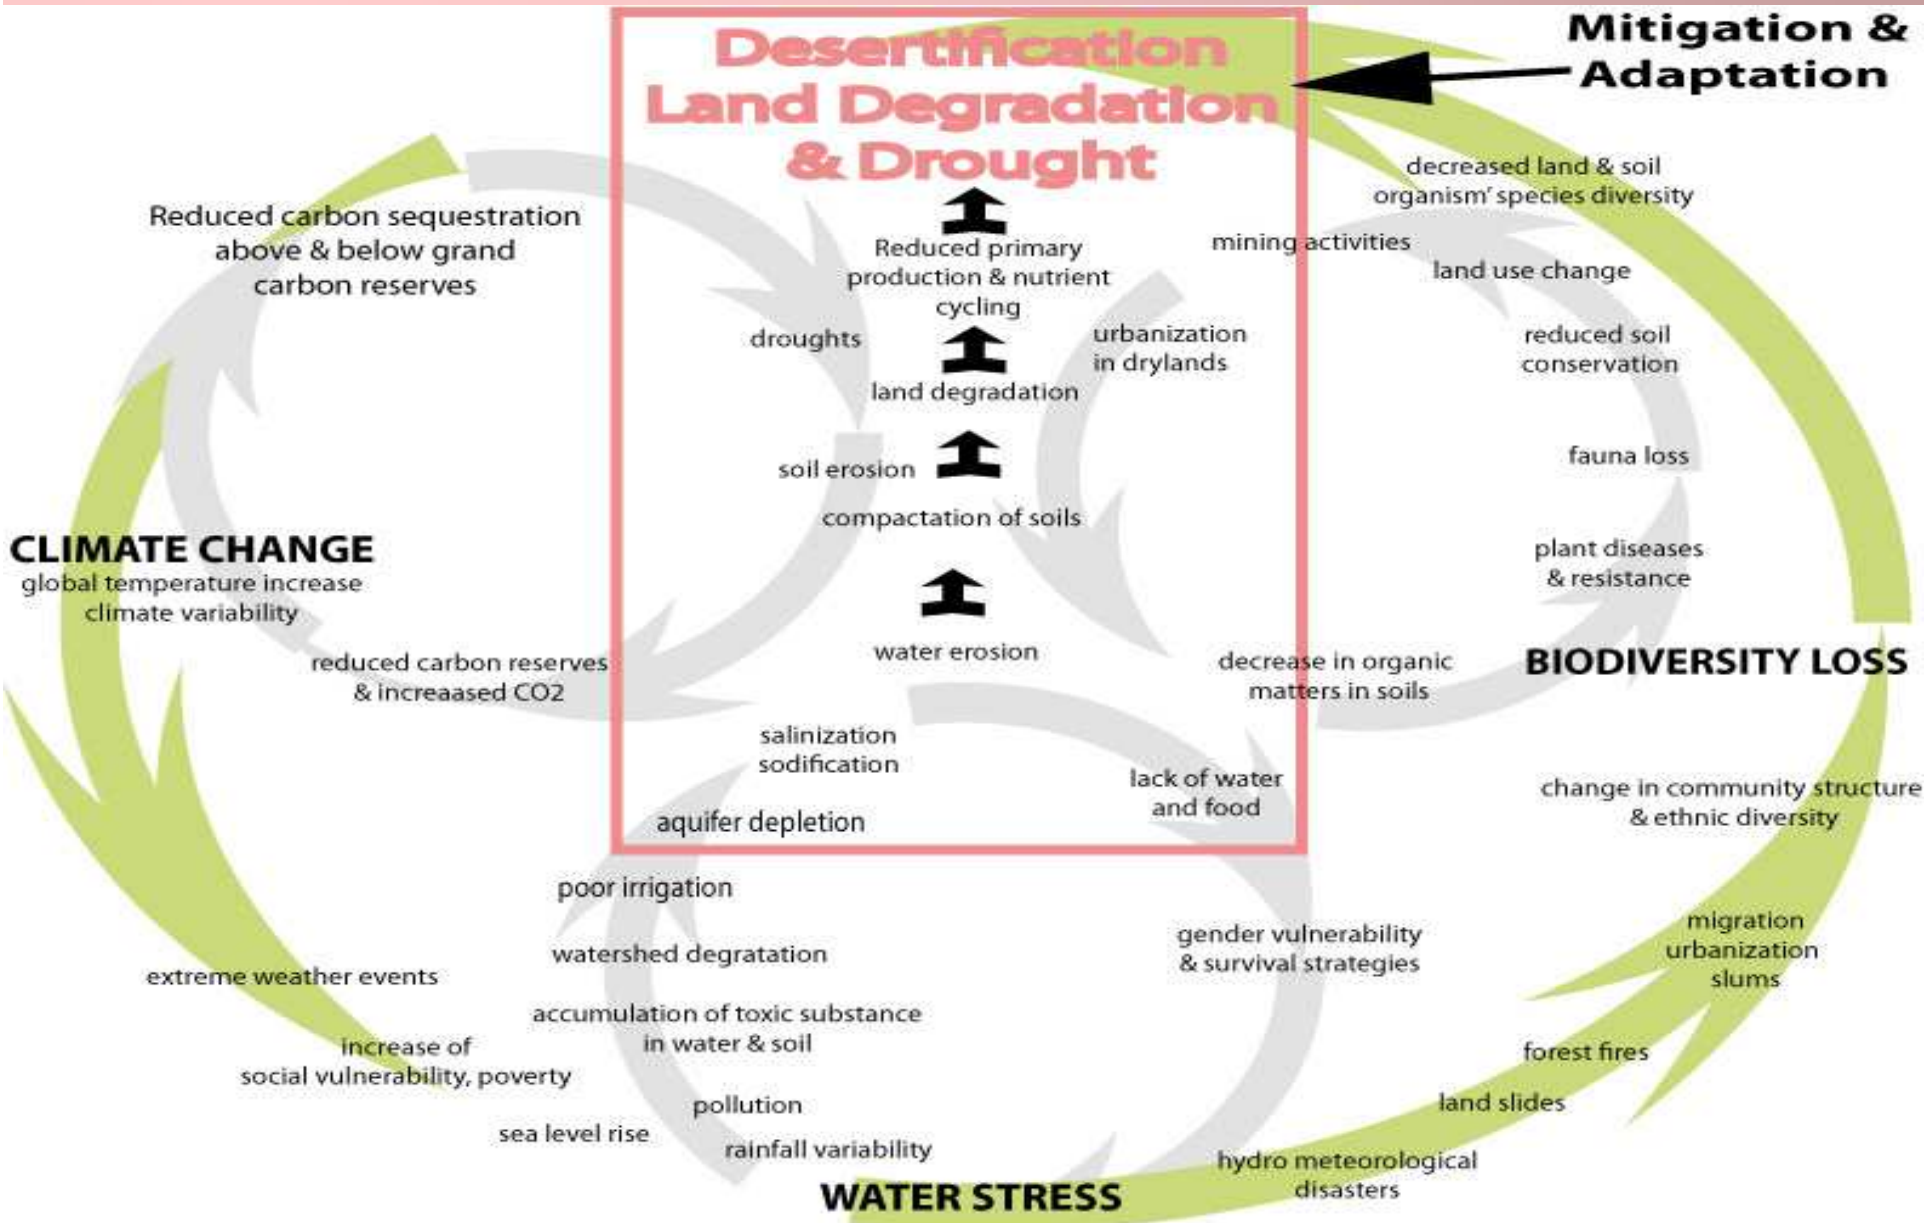 Desertification
Land Degradation
& Drought
Mitigation &
Adaptation
decreased land & soil
organism' species diversity
mining activities
land use change
Reduced carbon sequestration
above & below grand
carbon reserves
Reduced primary
production & nutrient
cycling
droughts
urbanization
in drylands
reduced soil
conservation
land degradation
soil erosion
fauna loss
compactation of soils
plant diseases
& resistance
CLIMATE CHANGE
global temperature increase
climate variability
water erosion
reduced carbon reserves
& increaased CO2
decrease in organic
matters in soils
BIODIVERSITY LOSS
salinization
sodification
lack of water
and food
change in community structure
& ethnic diversity
aquifer depletion
poor irrigation
watershed degratation
gender vulnerability
& survival strategies
migration
urbanization
slums
extreme weather events
accumulation of toxic substance
in water & soil
increase of
social vulnerability, poverty
forest fires
land slides
pollution
sea level rise
rainfall variability
hydro meteorological
disasters
WATER STRESS